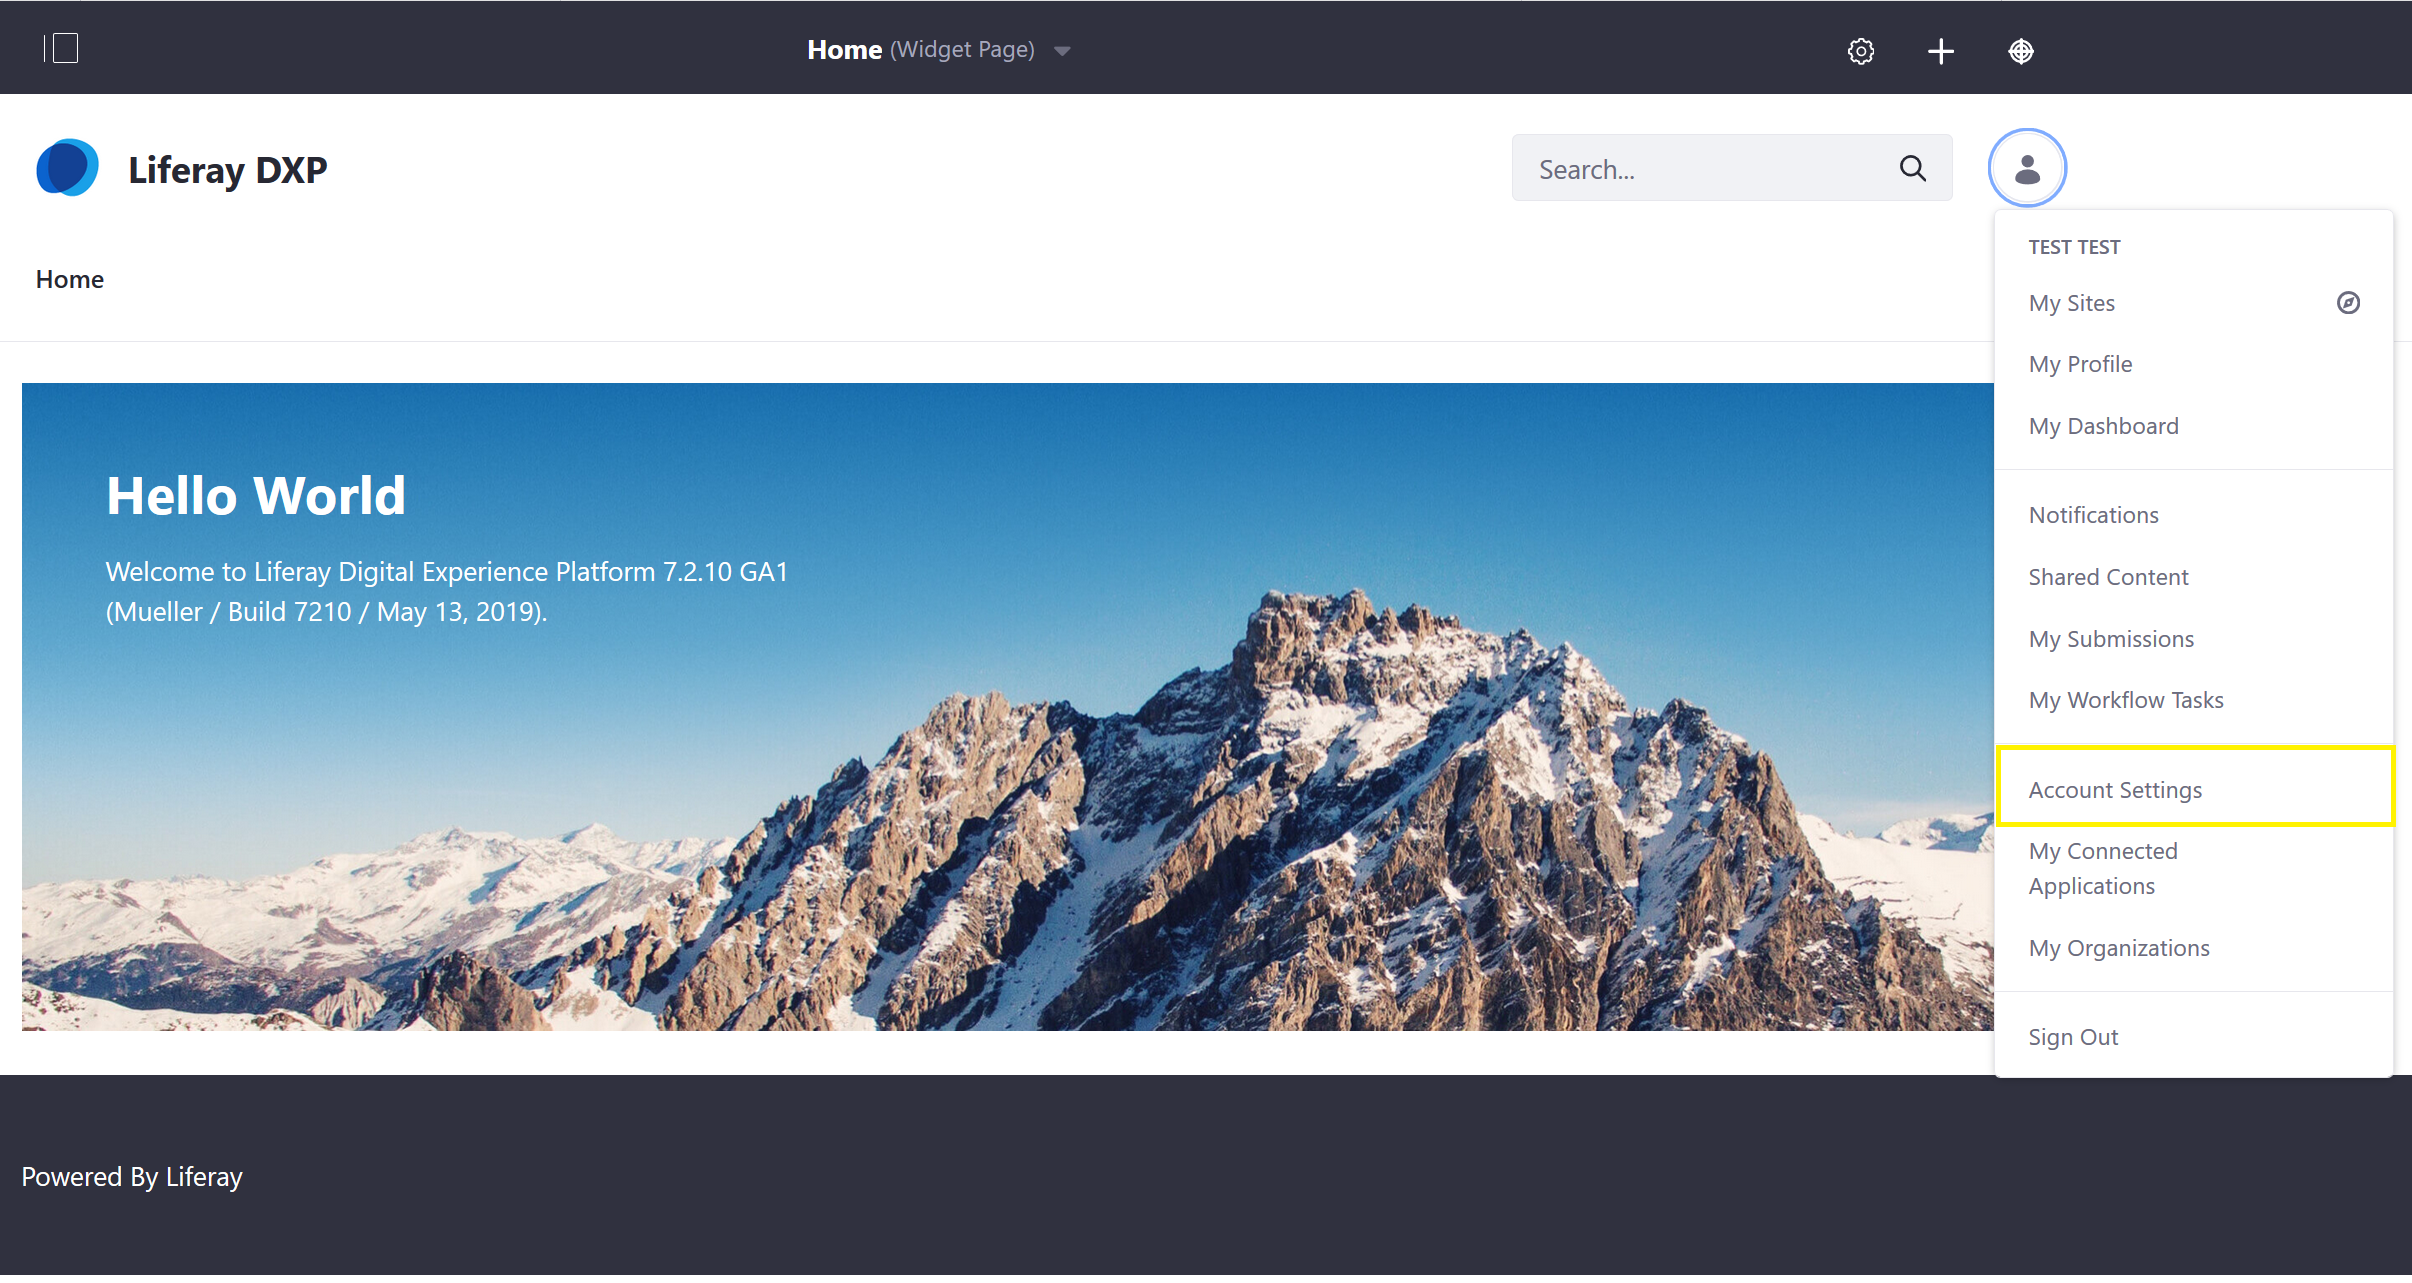 Home (Widget Page)
Liferay DXP
Search...
Home
TEST TEST
My Sites
My Profile
My Dashboard
Notifications
Shared Content
My Submissions
My Workflow Tasks
Account Settings
My Connected
Applications
My Organizations
Sign Out
Hello World
Welcome to Liferay Digital Experience Platform 7.2.10 GA1
(Mueller / Build 7210 / May 13, 2019).
Powered By Liferay